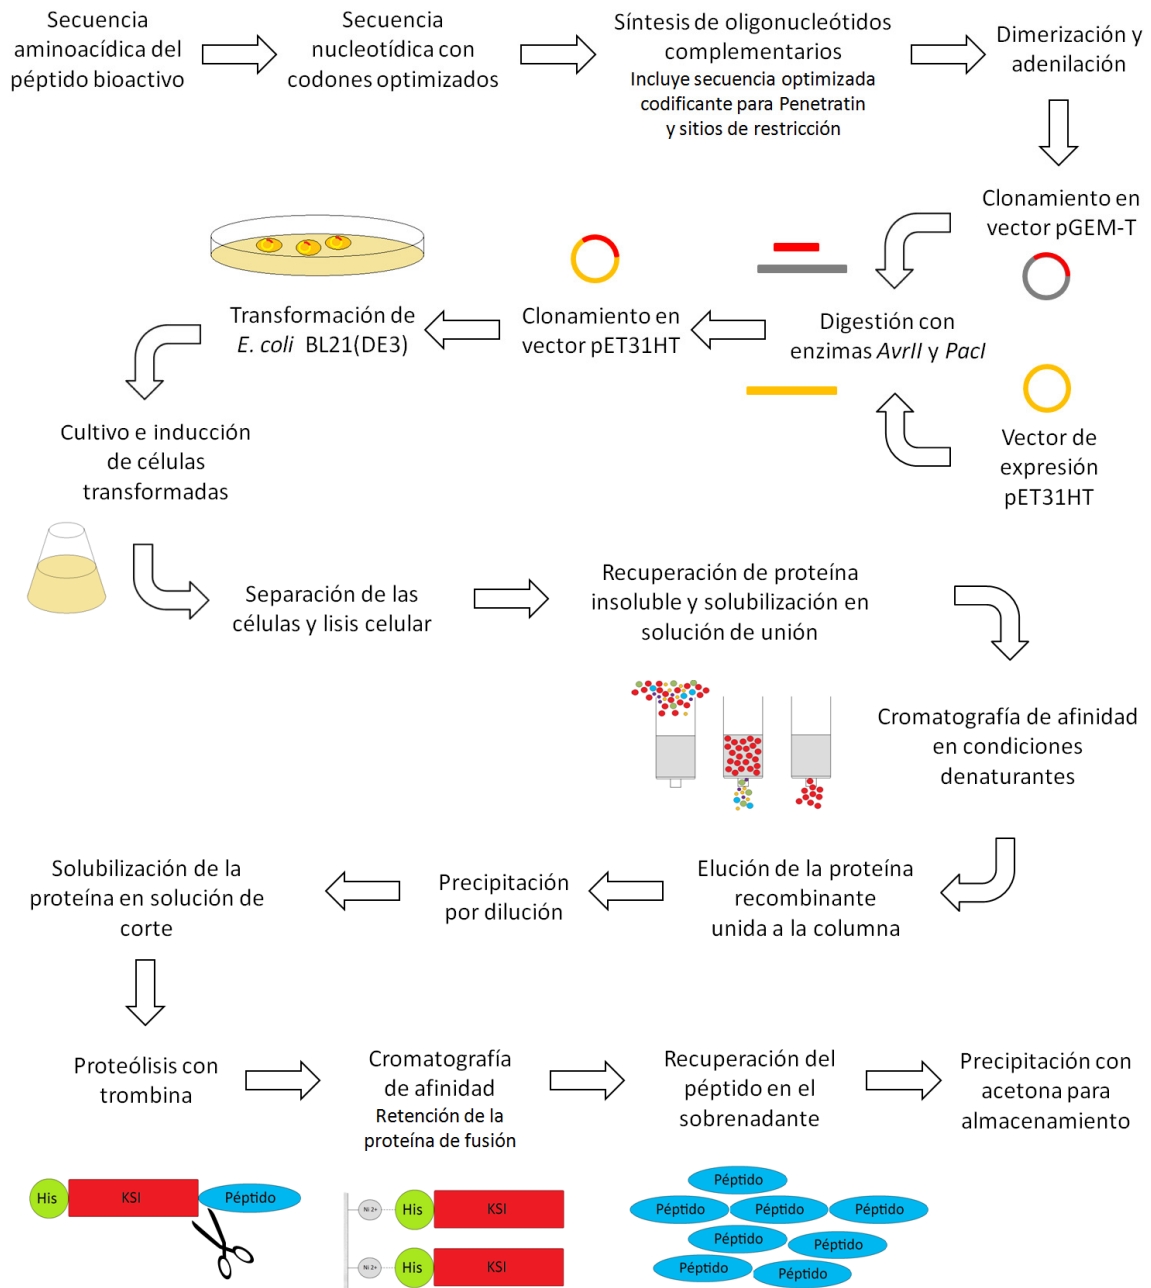 Secuencia
aminoacídica del
péptido bioactivo
Secuencia
nucleotídica con
codones optimizados
Síntesis de oligonucleótidos
complementarios
Incluye secuencia optimizada
codificante para Penetratin
y sitios de restricción
Dimerización y
adenilación
Clonamiento en
vector pGEM-T
Vector de
expresión
pET31HT
Digestión con
enzimas AvrII y PacI
Clonamiento en
vector pET31HT
Transformación de
E. coli BL21(DE3)
Cultivo e inducción
de células
transformadas
Separación de las
células y lisis celular
Recuperación de proteína
insoluble y solubilización en
solución de unión
Cromatografía de afinidad
en condiciones
denaturantes
Elución de la proteína
recombinante
unida a la columna
Precipitación
por dilución
Solubilización de la
proteína en solución de
corte
Proteólisis con
trombina
His
KSI
Péptido
Cromatografía
de afinidad
Retención de la
proteína de fusión
Ni 2+
His
KSI
Ni 2+
His
KSI
Recuperación del
péptido en el
sobrenadante
Péptido
Péptido
Péptido
Péptido
Péptido
Péptido
Péptido
Péptido
Precipitación con
acetona para
almacenamiento